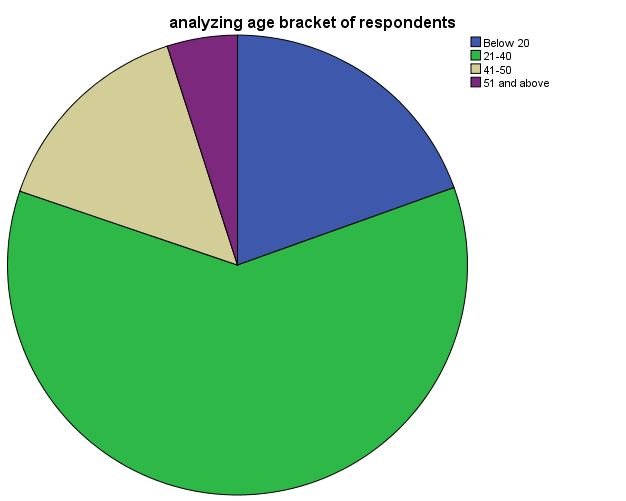 analyzing age bracket of respondents
Below 20
21-40
41-50
51 and above